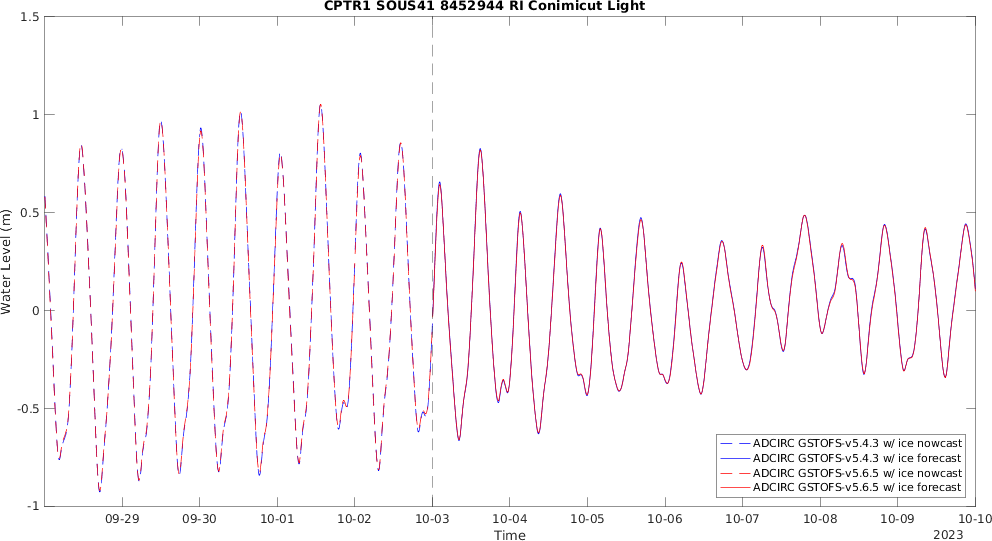 CPTR1 SOUS41 8452944 RI Conimicut Light
1.5
1
0.5
0
-0.5
-1
Water Level (m)
ADCIRC GSTOFS-v5.4.3 w/ ice nowcast
ADCIRC GSTOFS-v5.4.3 w/ ice forecast
ADCIRC GSTOFS-v5.6.5 w/ ice nowcast
ADCIRC GSTOFS-v5.6.5 w/ ice forecast
09-29 09-30 10-01 10-02 10-03 10-04 10-05 10-06 10-07 10-08 10-09 10-10
Time
2023